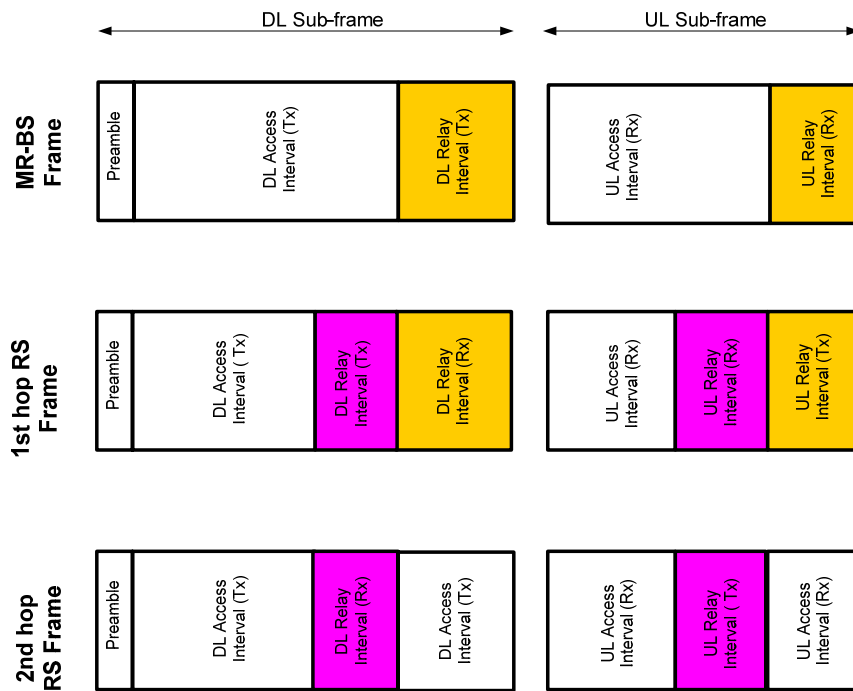 DL Sub-frame
UL Sub-frame
MR-BS
Frame
Preamble
DL Access
Interval (Tx)
DL Relay
Interval (Tx)
UL Access
Interval (Rx)
UL Relay
Interval (Rx)
1st hop RS
Frame
Preamble
DL Access
Interval ( Tx)
DL Relay
Interval (Tx)
DL Relay
Interval (Rx)
UL Access
Interval (Rx)
UL Relay
Interval (Rx)
UL Relay
Interval (Tx)
2nd hop
RS Frame
Preamble
DL Access
Interval (Tx)
DL Relay
Interval (Rx)
DL Access
Interval (Tx)
UL Access
Interval (Rx)
UL Relay
Interval ( Tx)
UL Access
Interval (Rx)